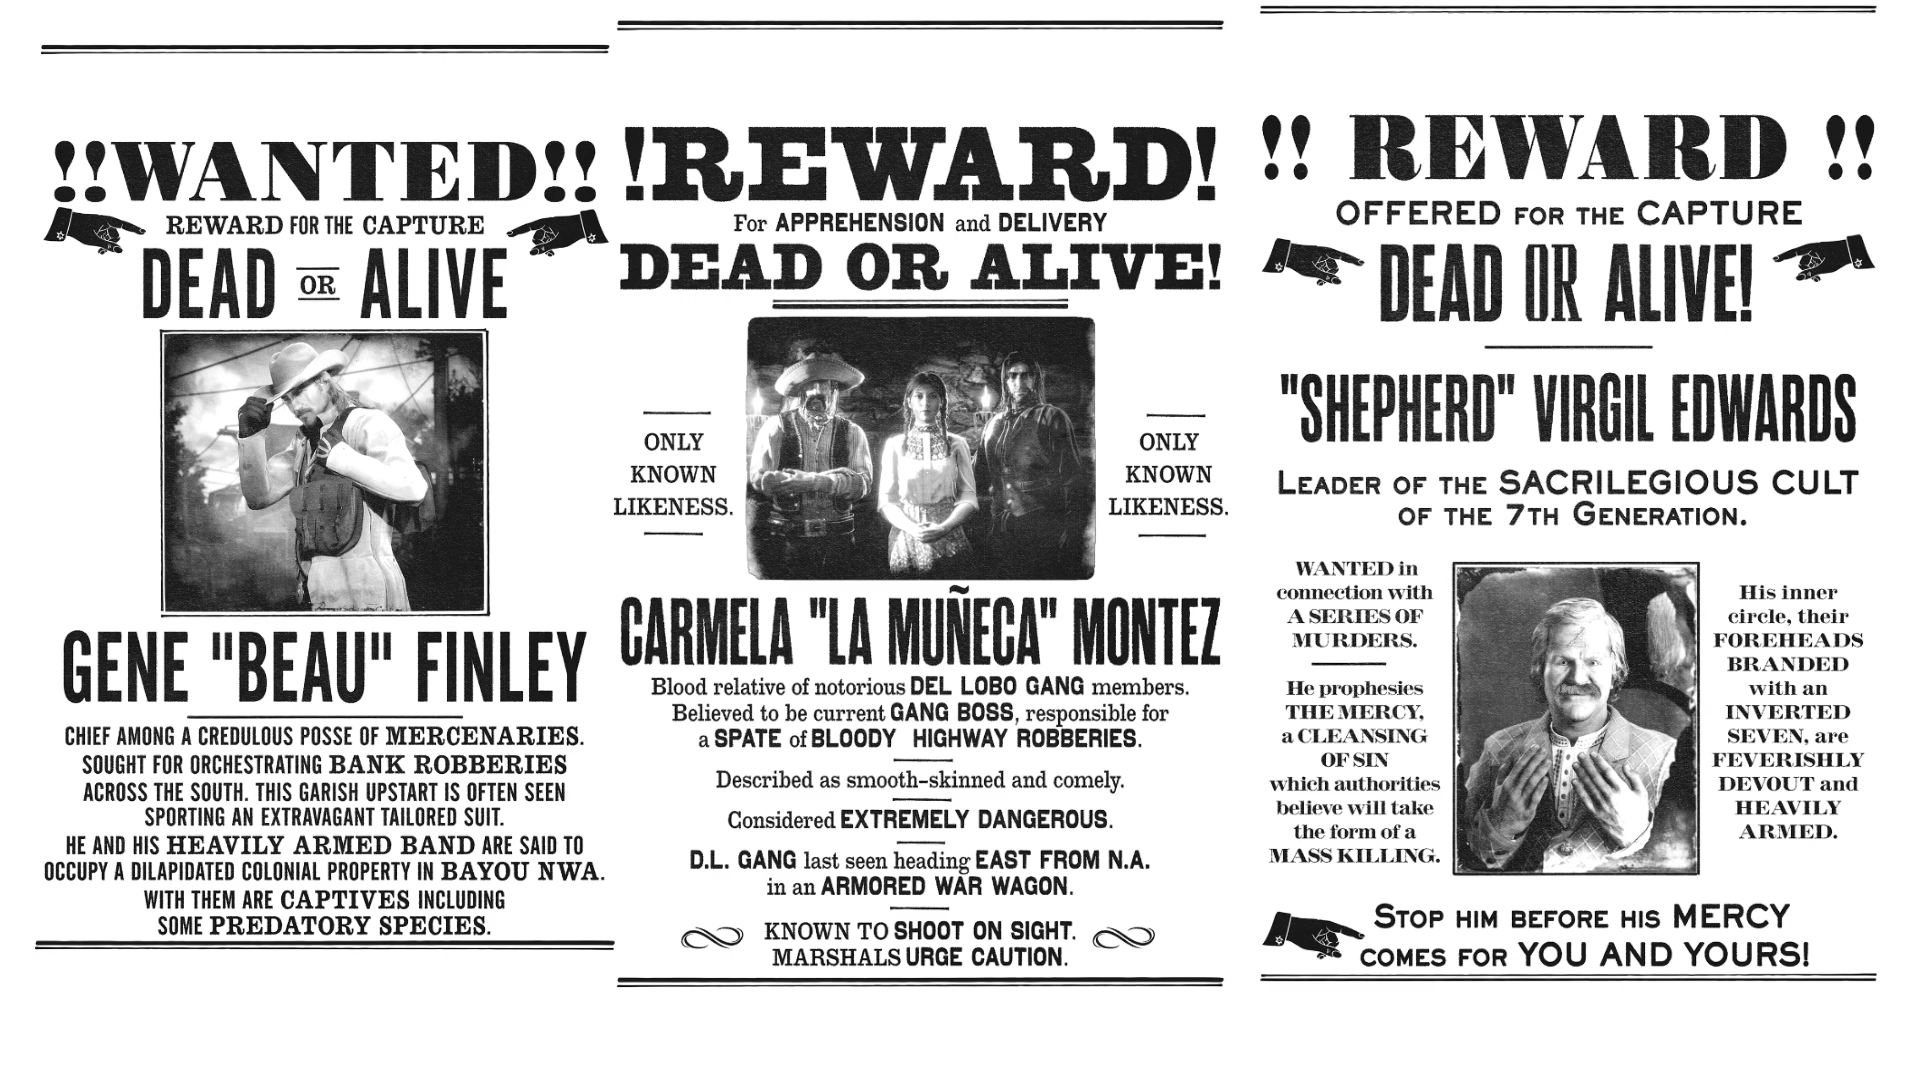 !!WANTED!!
REWARD FOR THE CAPTURE
DEAD OR ALIVE
GENE "BEAU" FINLEY
CHIEF AMONG A CREDULOUS POSSE OF MERCENARIES.
SOUGHT FOR ORCHESTRATING BANK ROBBERIES
ACROSS THE SOUTH. THIS GARISH UPSTART IS OFTEN SEEN
SPORTING AN EXTRAVAGANT TAILORED SUIT.
HE AND HIS HEAVILY ARMED BAND ARE SAID TO
OCCUPY A DILAPIDATED COLONIAL PROPERTY IN BAYOU NWA.
WITH THEM ARE CAPTIVES INCLUDING
SOME PREDATORY SPECIES.
!REWARD!
For APPREHENSION and DELIVERY
DEAD OR ALIVE!
ONLY
KNOWN
LIKENESS.
ONLY
KNOWN
LIKENESS.
CARMELA "LA MUÑECA" MONTEZ
Blood relative of notorious DEL LOBO GANG members.
Believed to be current GANG BOSS, responsible for
a SPATE of BLOODY HIGHWAY ROBBERIES.
Described as smooth-skinned and comely.
Considered EXTREMELY DANGEROUS.
D.L. GANG last seen heading EAST FROM N.A.
in an ARMORED WAR WAGON.
KNOWN TO SHOOT ON SIGHT.
MARSHALS URGE CAUTION.
!! REWARD !!
OFFERED FOR THE CAPTURE
DEAD OR ALIVE!
"SHEPHERD" VIRGIL EDWARDS
LEADER OF THE SACRILEGIOUS CULT
OF THE 7TH GENERATION.
WANTED in
connection with
A SERIES OF
MURDERS.
He prophesies
THE MERCY,
a CLEANSING
OF SIN
which authorities
believe will take
the form of a
MASS KILLING.
His inner
circle, their
FOREHEADS
BRANDED
with an
INVERTED
SEVEN, are
FEVERISHLY
DEVOUT and
HEAVILY
ARMED.
STOP HIM BEFORE HIS MERCY
COMES FOR YOU AND YOURS!